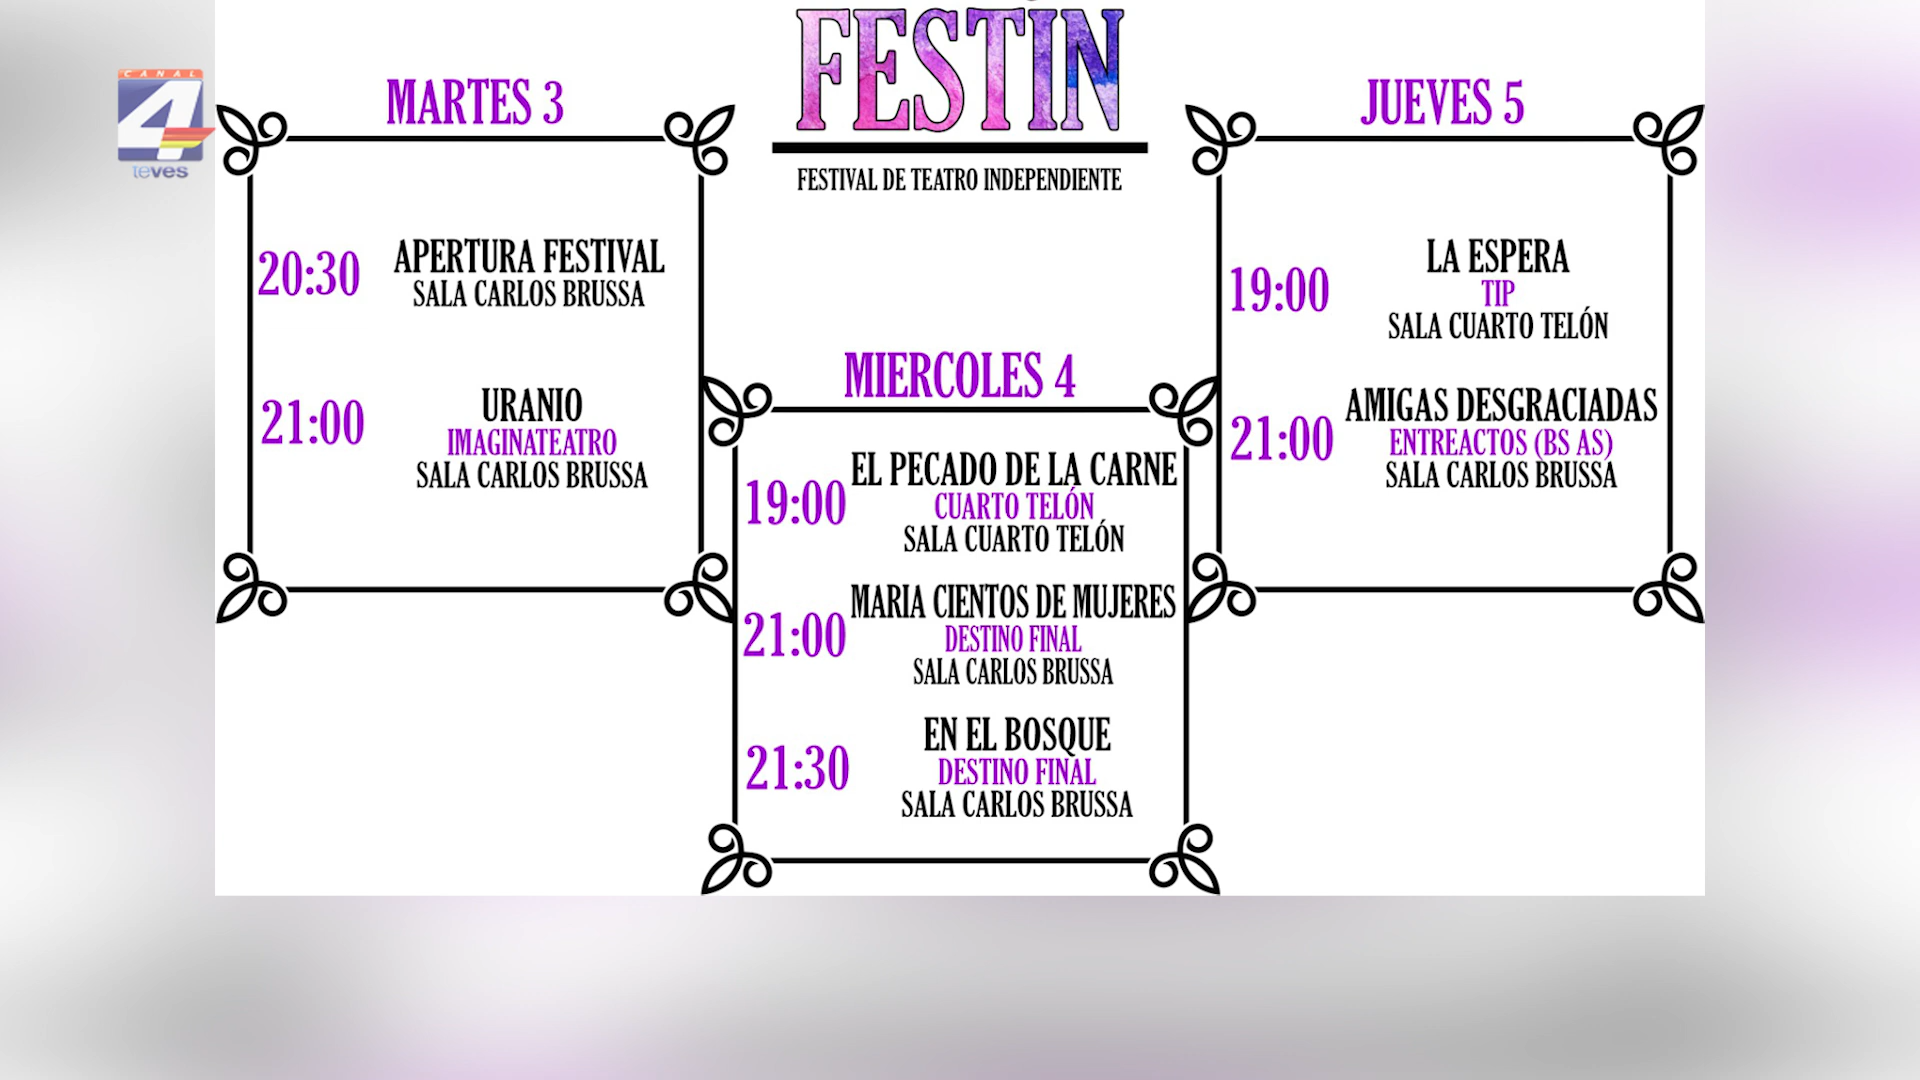 CANAL
4
teves
FESTÍN
FESTIVAL DE TEATRO INDEPENDIENTE
MARTES 3
20:30
APERTURA FESTIVAL
SALA CARLOS BRUSSA
21:00
URANIO
IMAGINATEATRO
SALA CARLOS BRUSSA
MIERCOLES 4
19:00
EL PECADO DE LA CARNE
CUARTO TELÓN
SALA CUARTO TELÓN
21:00
MARIA CIENTOS DE MUJERES
DESTINO FINAL
SALA CARLOS BRUSSA
21:30
EN EL BOSQUE
DESTINO FINAL
SALA CARLOS BRUSSA
JUEVES 5
19:00
LA ESPERA
TIP
SALA CUARTO TELÓN
21:00
AMIGAS DESGRACIADAS
ENTREACTOS (BS AS)
SALA CARLOS BRUSSA